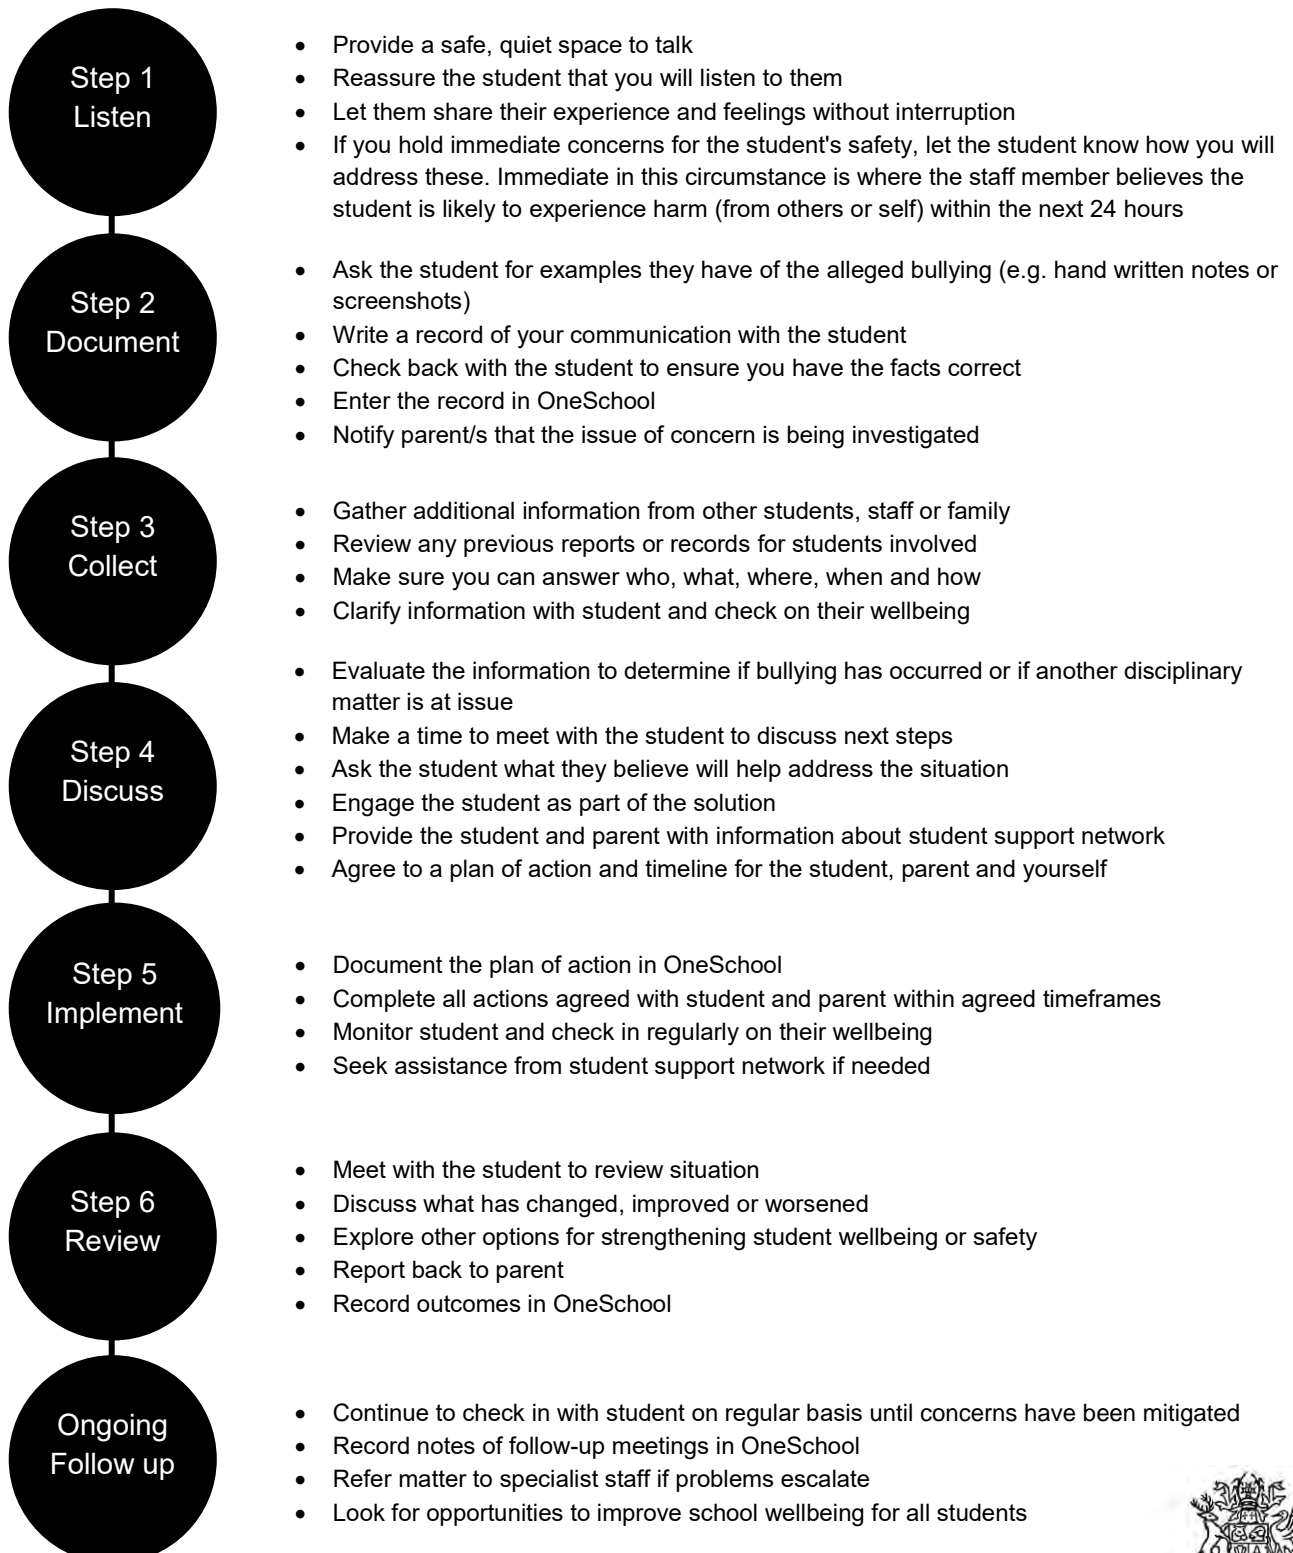 Step 1
Listen
• Provide a safe, quiet space to talk
• Reassure the student that you will listen to them
• Let them share their experience and feelings without interruption
• If you hold immediate concerns for the student's safety, let the student know how you will
address these. Immediate in this circumstance is where the staff member believes the
student is likely to experience harm (from others or self) within the next 24 hours
Step 2
Document
• Ask the student for examples they have of the alleged bullying (e.g. hand written notes or
screenshots)
• Write a record of your communication with the student
• Check back with the student to ensure you have the facts correct
• Enter the record in OneSchool
• Notify parent/s that the issue of concern is being investigated
Step 3
Collect
• Gather additional information from other students, staff or family
• Review any previous reports or records for students involved
• Make sure you can answer who, what, where, when and how
• Clarify information with student and check on their wellbeing
Step 4
Discuss
• Evaluate the information to determine if bullying has occurred or if another disciplinary
matter is at issue
• Make a time to meet with the student to discuss next steps
• Ask the student what they believe will help address the situation
• Engage the student as part of the solution
• Provide the student and parent with information about student support network
• Agree to a plan of action and timeline for the student, parent and yourself
Step 5
Implement
• Document the plan of action in OneSchool
• Complete all actions agreed with student and parent within agreed timeframes
• Monitor student and check in regularly on their wellbeing
• Seek assistance from student support network if needed
Step 6
Review
• Meet with the student to review situation
• Discuss what has changed, improved or worsened
• Explore other options for strengthening student wellbeing or safety
• Report back to parent
• Record outcomes in OneSchool
Ongoing
Follow up
• Continue to check in with student on regular basis until concerns have been mitigated
• Record notes of follow-up meetings in OneSchool
• Refer matter to specialist staff if problems escalate
• Look for opportunities to improve school wellbeing for all students